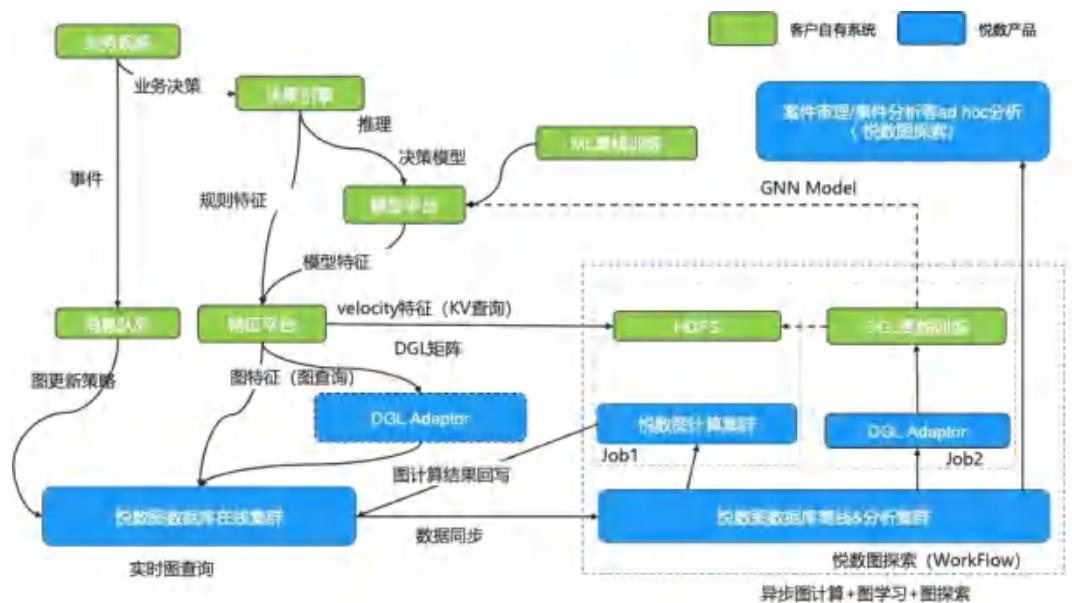 客户自有系统
悦数产品
业务系统
业务决策
决策引擎
推理
决策模型
ML离线训练
案件审理/事件分析等ad hoc分析
（悦数图探索）
事件
规则特征
模型平台
GNN Model
模型特征
消息队列
特征平台
velocity特征（KV查询）
HDFS
DGL离线训练
DGL矩阵
图更新策略
图特征（图查询）
DGL Adaptor
悦数图计算集群
DGL Adaptor
Job1
Job2
图计算结果回写
悦数图数据库在线集群
数据同步
悦数图数据库离线&分析集群
实时图查询
悦数图探索（WorkFlow）
异步图计算+图学习+图探索